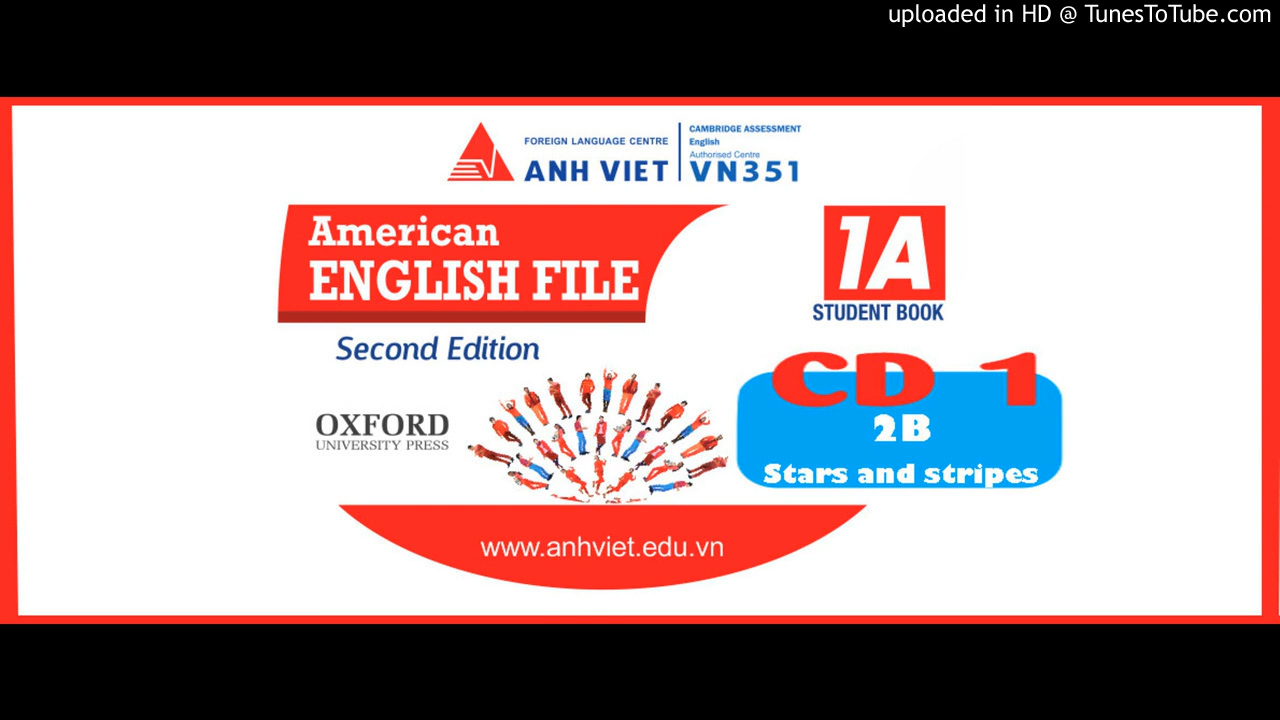 uploaded in HD @ TunesToTube.com
FOREIGN LANGUAGE CENTRE
ANH VIET
CAMBRIDGE ASSESSMENT
English
Authorised Centre
VN351
American
ENGLISH FILE
1A
STUDENT BOOK
Second Edition
OXFORD
UNIVERSITY PRESS
CD 1
2B
Stars and stripes
www.anhviet.edu.vn